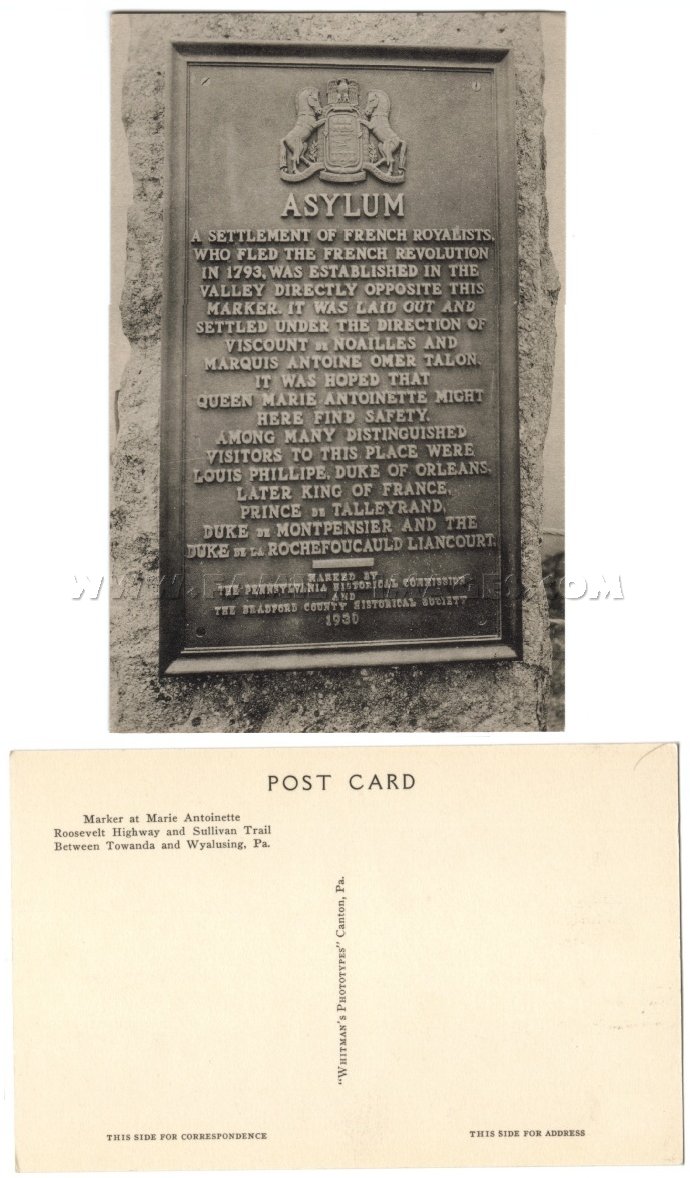 ASYLUM
A SETTLEMENT OF FRENCH ROYALISTS,
WHO FLED THE FRENCH REVOLUTION
IN 1793, WAS ESTABLISHED IN THE
VALLEY DIRECTLY OPPOSITE THIS
MARKER. IT WAS LAID OUT AND
SETTLED UNDER THE DIRECTION OF
VISCOUNT DE NOAILLES AND
MARQUIS ANTOINE OMER TALON.
IT WAS HOPED THAT
QUEEN MARIE ANTOINETTE MIGHT
HERE FIND SAFETY.
AMONG MANY DISTINGUISHED
VISITORS TO THIS PLACE WERE
LOUIS PHILLIPE, DUKE OF ORLEANS,
LATER KING OF FRANCE,
PRINCE DE TALLEYRAND,
DUKE DE MONTPENSIER AND THE
DUKE DE LA ROCHEFOUCAULD LIANCOURT.
MARKED BY
THE PENNSYLVANIA HISTORICAL COMMISSION
AND
THE BRADFORD COUNTY HISTORICAL SOCIETY
1930
POST CARD
Marker at Marie Antoinette
Roosevelt Highway and Sullivan Trail
Between Towanda and Wyalusing, Pa.
"WHITMAN'S PHOTOTYPES" Canton, Pa.
THIS SIDE FOR CORRESPONDENCE
THIS SIDE FOR ADDRESS